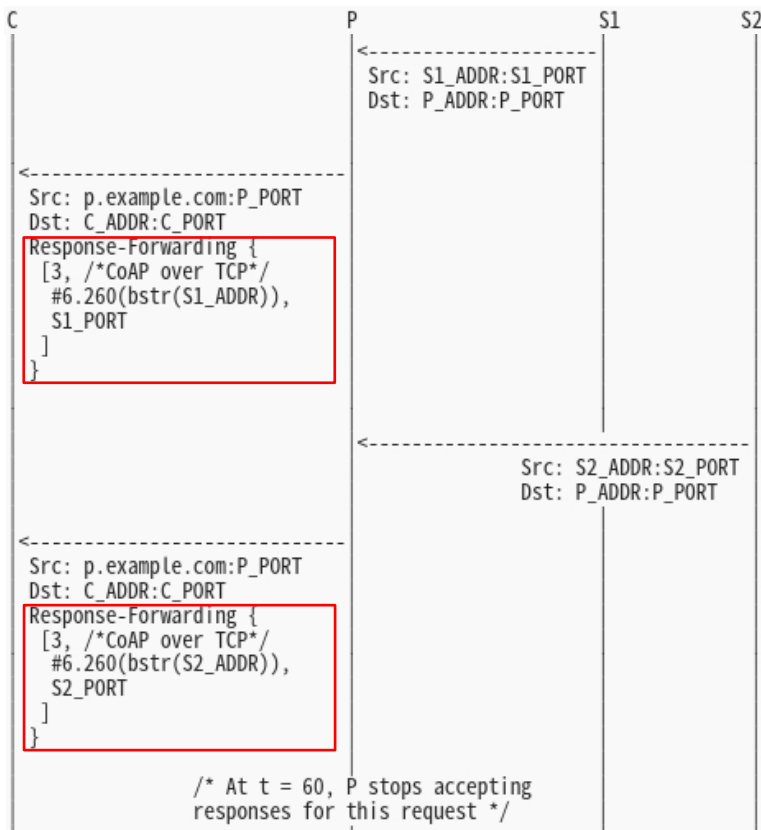 C P S1 S2
<----------------------
Src: S1_ADDR:S1_PORT
Dst: P_ADDR:P_PORT
<------------------------------
Src: p.example.com:P_PORT
Dst: C_ADDR:C_PORT
Response-Forwarding {
[3, /*CoAP over TCP*/
#6.260(bstr(S1_ADDR)),
S1_PORT
]
}
<------------------------------------
Src: S2_ADDR:S2_PORT
Dst: P_ADDR:P_PORT
<------------------------------
Src: p.example.com:P_PORT
Dst: C_ADDR:C_PORT
Response-Forwarding {
[3, /*CoAP over TCP*/
#6.260(bstr(S2_ADDR)),
S2_PORT
]
}
/* At t = 60, P stops accepting
responses for this request */